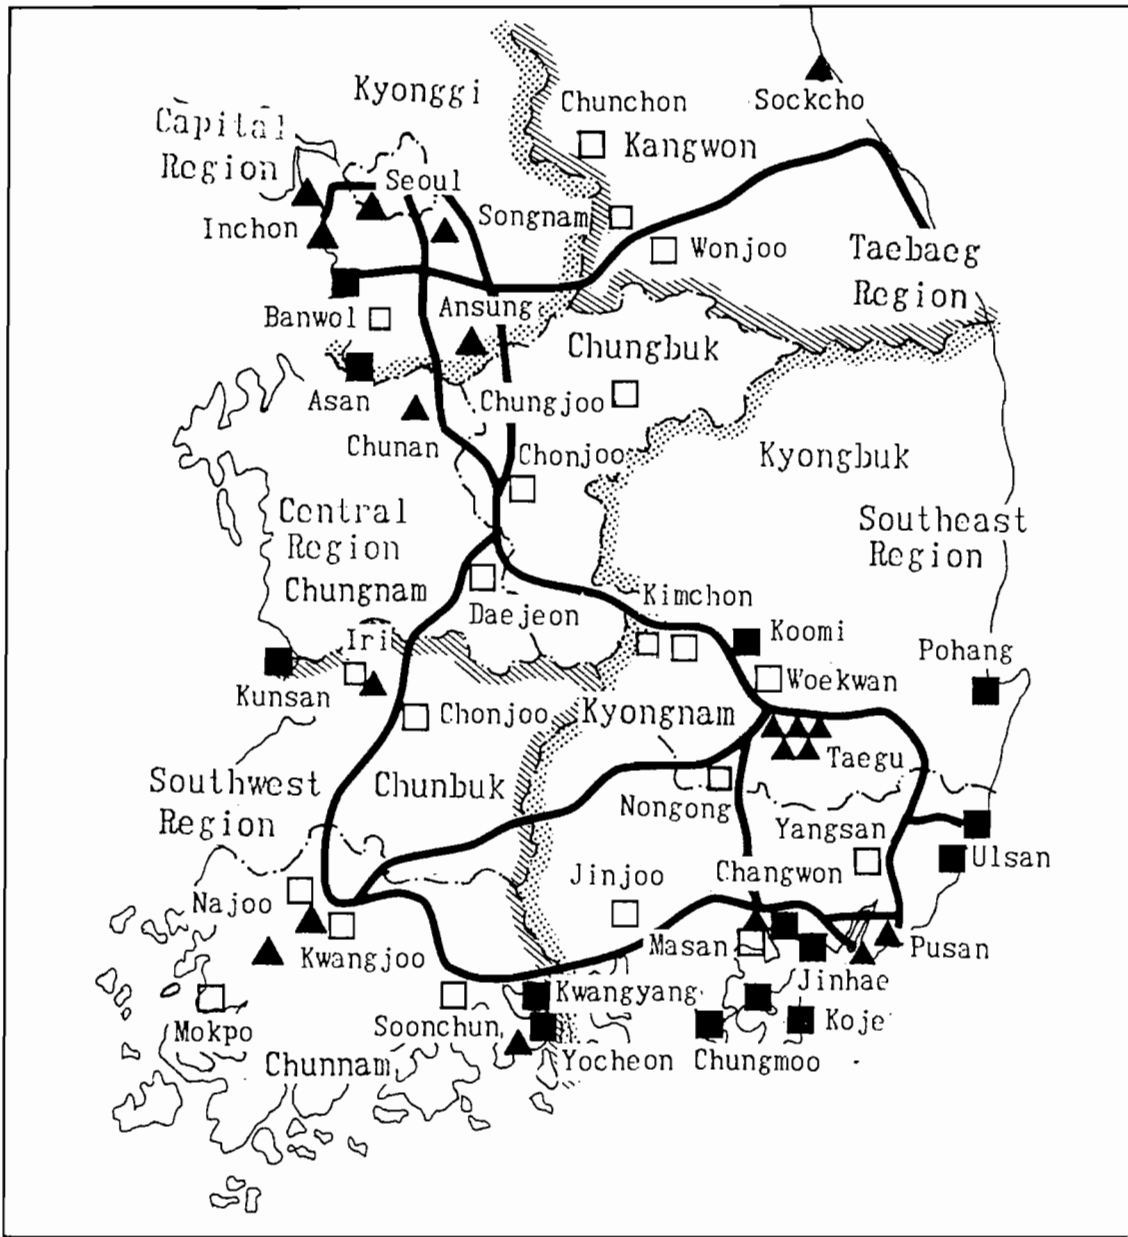 Kyonggi
Chunchon
Sockcho
Capital
Region
Kangwon
Seoul
Songnam
Inchon
Wonjoo
Taebaeg
Region
Ansung
Banwol
Chungbuk
Asan
Chungjoo
Chunan
Chonjoo
Kyongbuk
Central
Region
Southeast
Region
Chungnam
Kimchon
Daejeon
Iri
Koomi
Pohang
Kunsan
Woekwan
Chonjoo
Kyongnam
Taegu
Southwest
Region
Chunbuk
Nongong
Yangsan
Ulsan
Jinjoo
Changwon
Najoo
Kwangjoo
Masan
Pusan
Jinhae
Kwangyang
Koje
Mokpo
Soonchun
Chunnam
Yocheon
Chungmoo